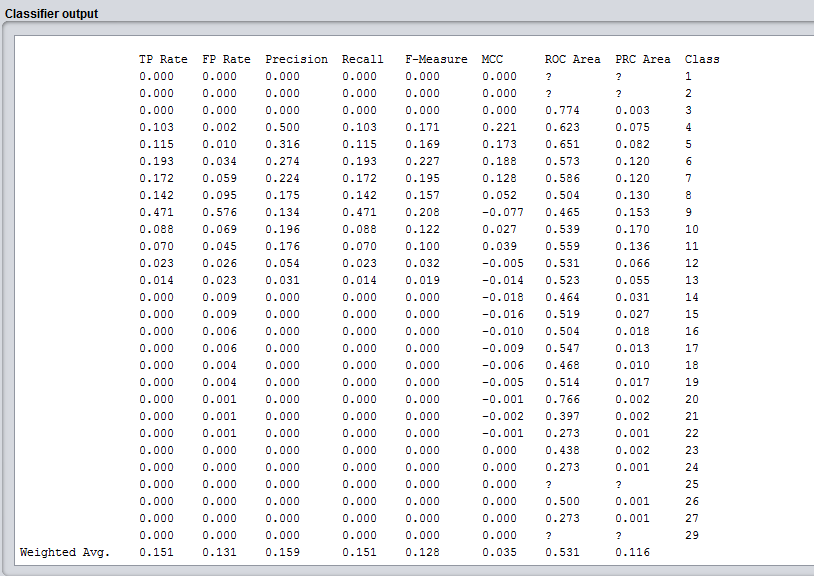 Classifier output
TP Rate FP Rate Precision Recall F-Measure MCC ROC Area PRC Area Class
0.000 0.000 0.000 0.000 0.000 0.000 ? ? 1
0.000 0.000 0.000 0.000 0.000 0.000 ? ? 2
0.000 0.000 0.000 0.000 0.000 0.000 0.774 0.003 3
0.103 0.002 0.500 0.103 0.171 0.221 0.623 0.075 4
0.115 0.010 0.316 0.115 0.169 0.173 0.651 0.082 5
0.193 0.034 0.274 0.193 0.227 0.188 0.573 0.120 6
0.172 0.059 0.224 0.172 0.195 0.128 0.586 0.120 7
0.142 0.095 0.175 0.142 0.157 0.052 0.504 0.130 8
0.471 0.576 0.134 0.471 0.208 -0.077 0.465 0.153 9
0.088 0.069 0.196 0.088 0.122 0.027 0.539 0.170 10
0.070 0.045 0.176 0.070 0.100 0.039 0.559 0.136 11
0.023 0.026 0.054 0.023 0.032 -0.005 0.531 0.066 12
0.014 0.023 0.031 0.014 0.019 -0.014 0.523 0.055 13
0.000 0.009 0.000 0.000 0.000 -0.018 0.464 0.031 14
0.000 0.009 0.000 0.000 0.000 -0.016 0.519 0.027 15
0.000 0.006 0.000 0.000 0.000 -0.010 0.504 0.018 16
0.000 0.006 0.000 0.000 0.000 -0.009 0.547 0.013 17
0.000 0.004 0.000 0.000 0.000 -0.006 0.468 0.010 18
0.000 0.004 0.000 0.000 0.000 -0.005 0.514 0.017 19
0.000 0.001 0.000 0.000 0.000 -0.001 0.766 0.002 20
0.000 0.001 0.000 0.000 0.000 -0.002 0.397 0.002 21
0.000 0.001 0.000 0.000 0.000 -0.001 0.273 0.001 22
0.000 0.000 0.000 0.000 0.000 0.000 0.438 0.002 23
0.000 0.000 0.000 0.000 0.000 0.000 0.273 0.001 24
0.000 0.000 0.000 0.000 0.000 0.000 ? ? 25
0.000 0.000 0.000 0.000 0.000 0.000 0.500 0.001 26
0.000 0.000 0.000 0.000 0.000 0.000 0.273 0.001 27
0.000 0.000 0.000 0.000 0.000 0.000 ? ? 29
Weighted Avg. 0.151 0.131 0.159 0.151 0.128 0.035 0.531 0.116